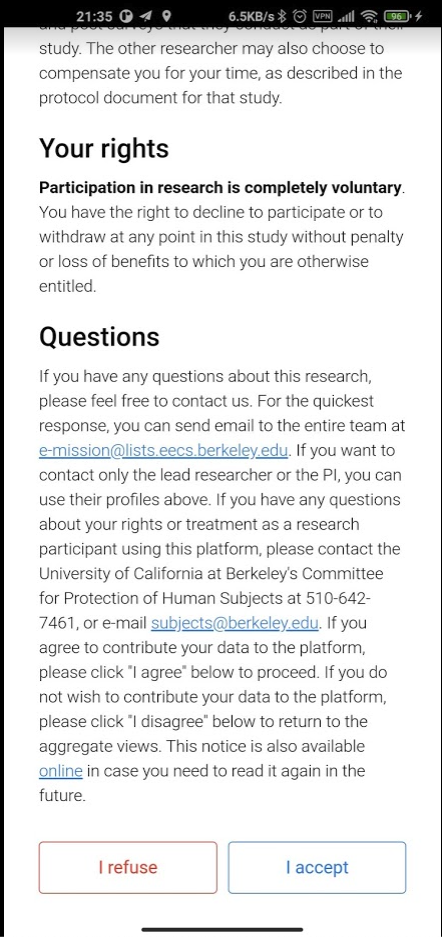 21:35 6.5KB/s VPN 96
study. The other researcher may also choose to
compensate you for your time, as described in the
protocol document for that study.
Your rights
Participation in research is completely voluntary.
You have the right to decline to participate or to
withdraw at any point in this study without penalty
or loss of benefits to which you are otherwise
entitled.
Questions
If you have any questions about this research,
please feel free to contact us. For the quickest
response, you can send email to the entire team at
e-mission@lists.eecs.berkeley.edu. If you want to
contact only the lead researcher or the PI, you can
use their profiles above. If you have any questions
about your rights or treatment as a research
participant using this platform, please contact the
University of California at Berkeley's Committee
for Protection of Human Subjects at 510-642-
7461, or e-mail subjects@berkeley.edu. If you
agree to contribute your data to the platform,
please click "I agree" below to proceed. If you do
not wish to contribute your data to the platform,
please click "I disagree" below to return to the
aggregate views. This notice is also available
online in case you need to read it again in the
future.
I refuse
I accept